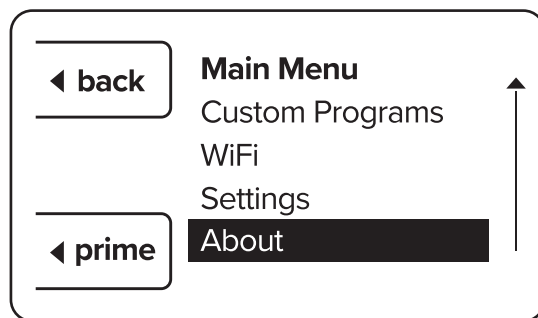 back
Main Menu
Custom Programs
WiFi
Settings
About
prime